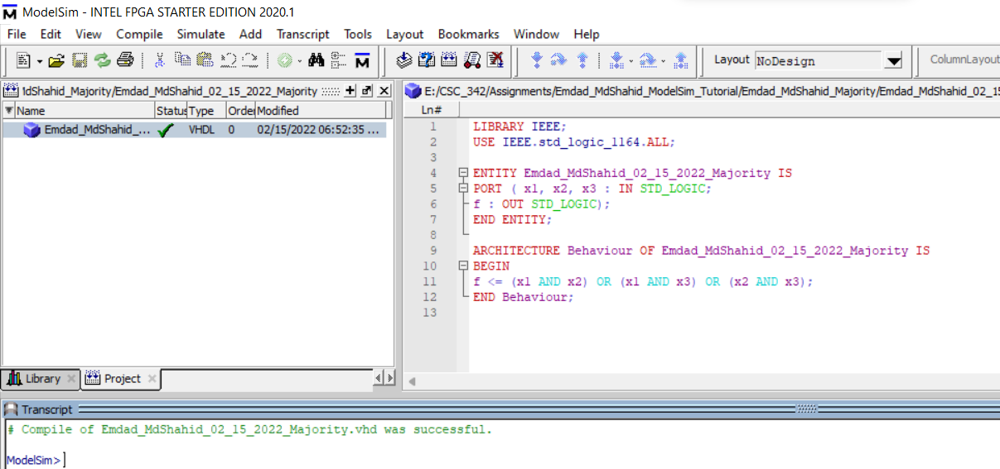 ModelSim - INTEL FPGA STARTER EDITION 2020.1
File Edit View Compile Simulate Add Transcript Tools Layout Bookmarks Window Help
Layout NoDesign ColumnLayout
1dShahid_Majority/Emdad_MdShahid_02_15_2022_Majority
Name Status Type Order Modified
Emdad_MdShahid_... VHDL 0 02/15/2022 06:52:35 ...
Library Project
E:/CSC_342/Assignments/Emdad_MdShahid_ModelSim_Tutorial/Emdad_MdShahid_Majority/Emdad_MdShahid_02_15
Ln#
1 LIBRARY IEEE;
2 USE IEEE.std_logic_1164.ALL;
3
4 ENTITY Emdad_MdShahid_02_15_2022_Majority IS
5 PORT ( x1, x2, x3 : IN STD_LOGIC;
6 f : OUT STD_LOGIC);
7 END ENTITY;
8
9 ARCHITECTURE Behaviour OF Emdad_MdShahid_02_15_2022_Majority IS
10 BEGIN
11 f <= (x1 AND x2) OR (x1 AND x3) OR (x2 AND x3);
12 END Behaviour;
13
Transcript
# Compile of Emdad_MdShahid_02_15_2022_Majority.vhd was successful.
ModelSim>